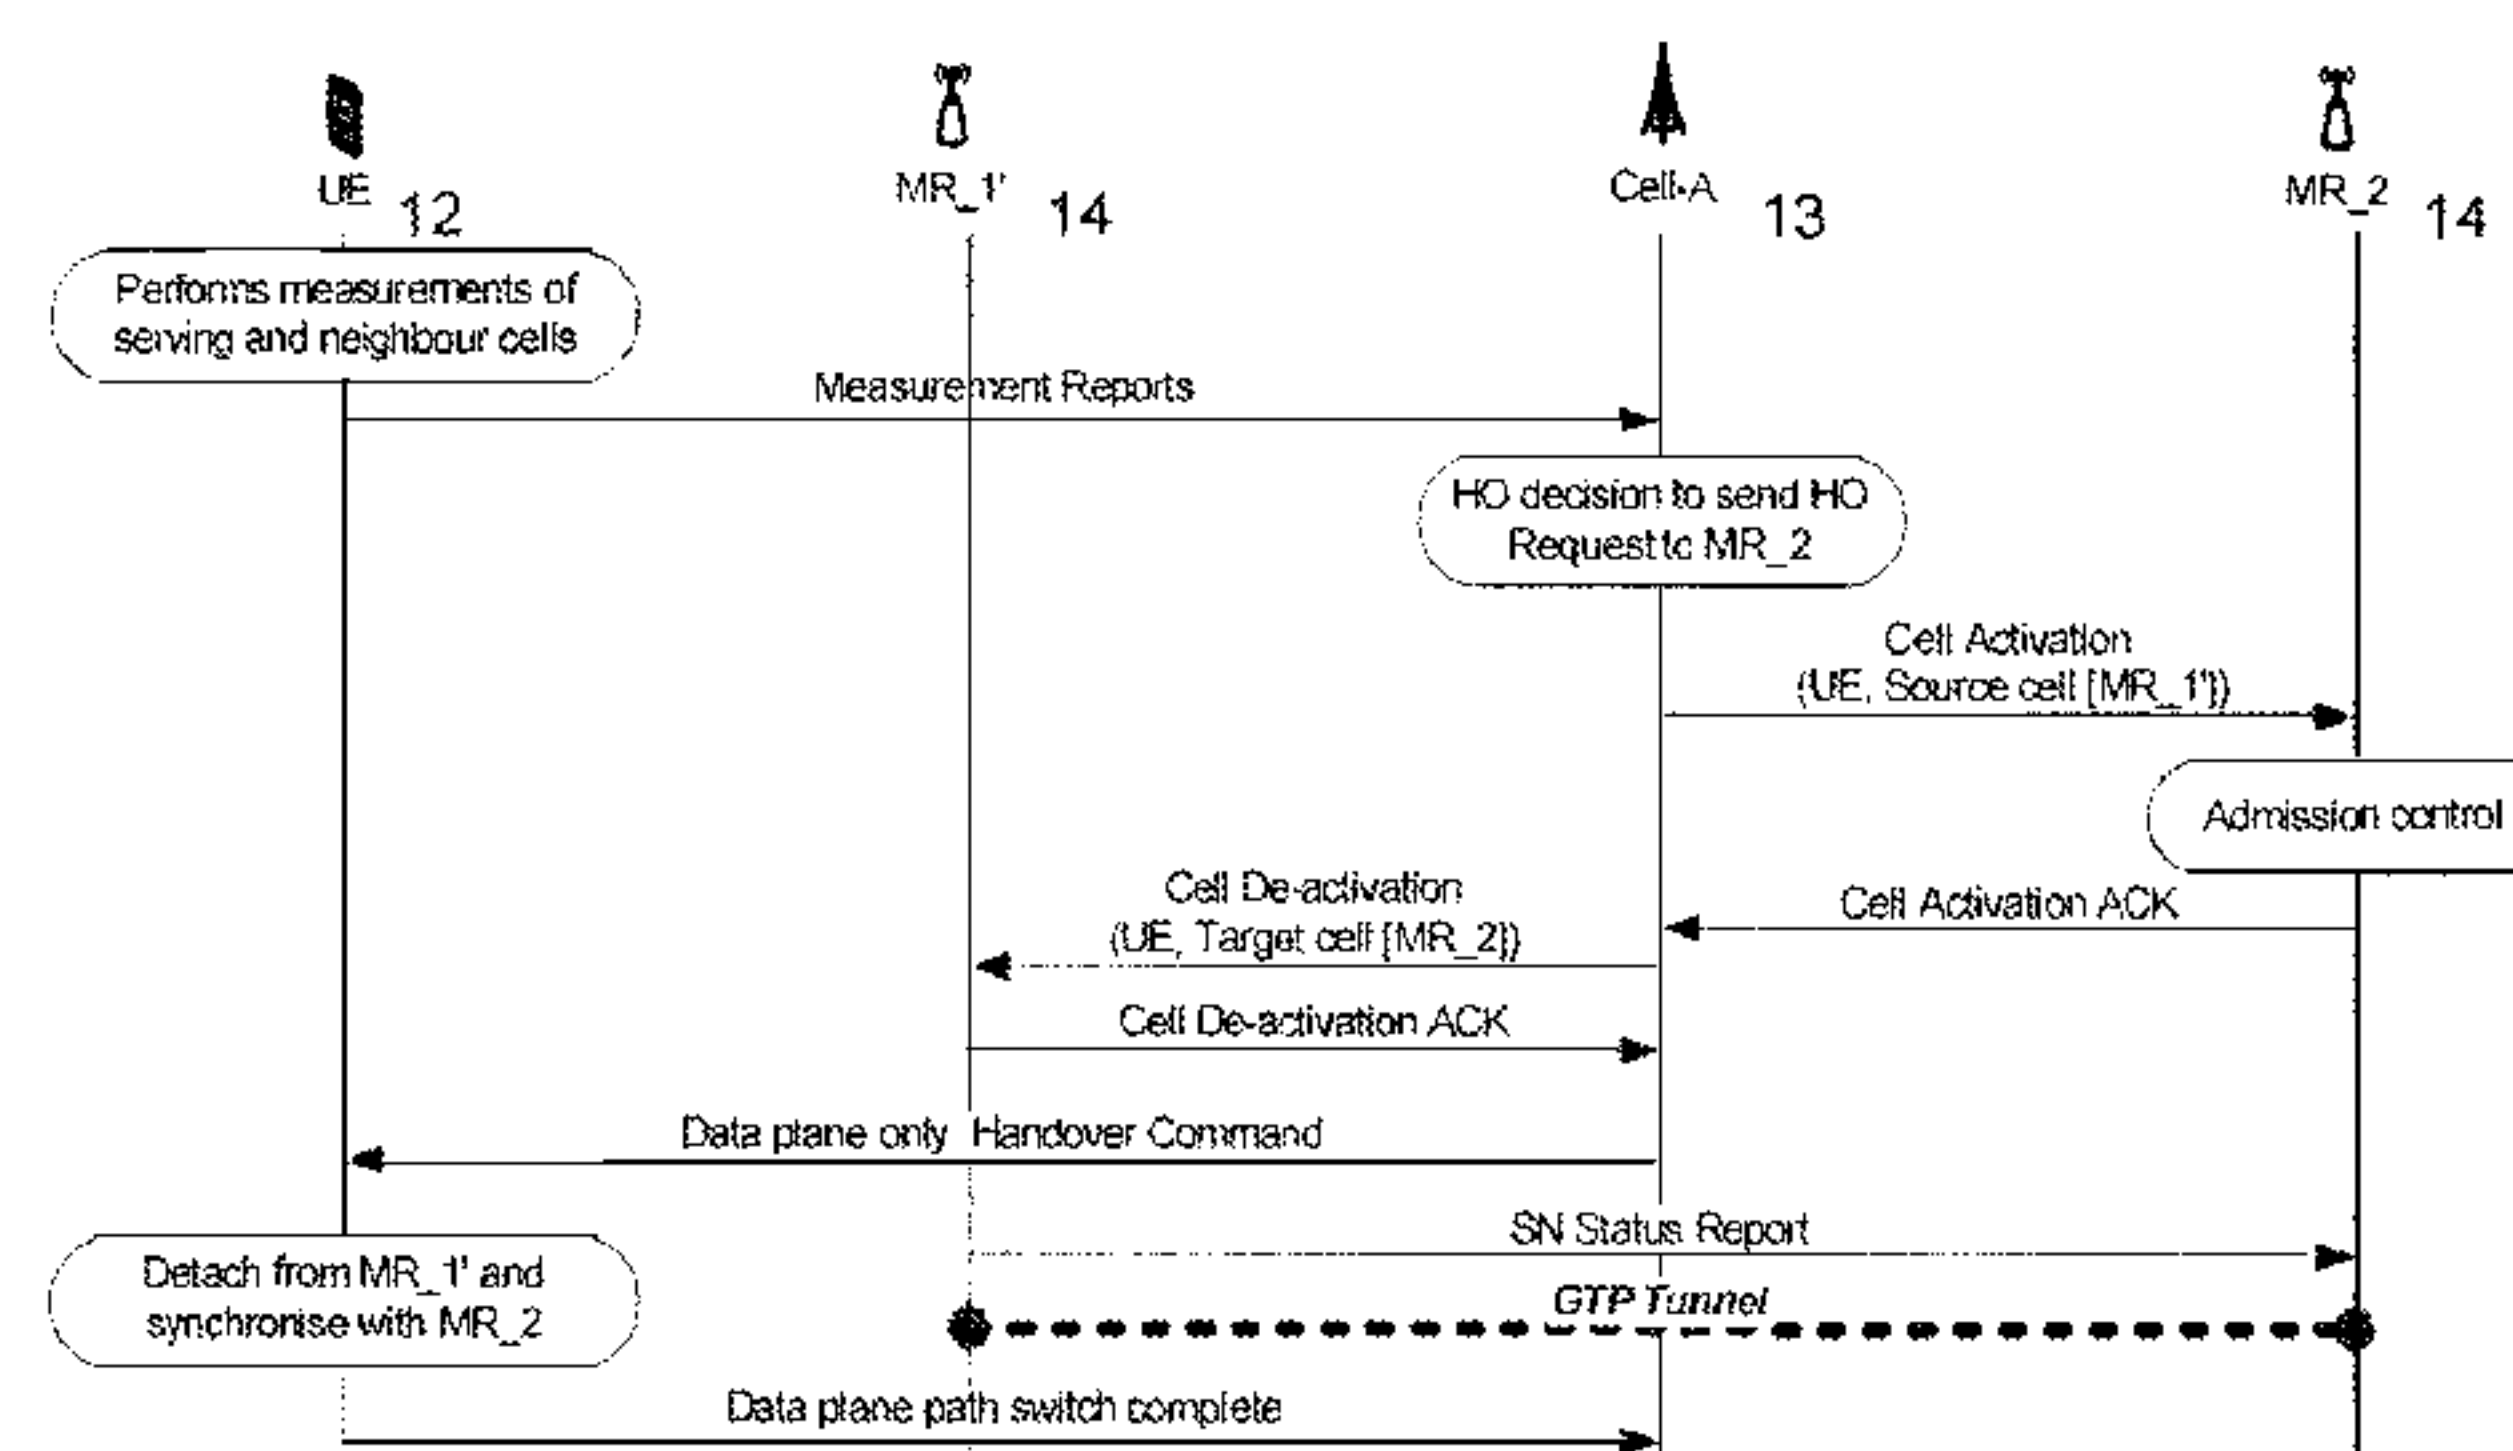 UE 12
MR_1' 14
Cell-A 13
MR_2 14
Performs measurements of
serving and neighbour cells
Measurement Reports
HO decision to send HO
Request to MR_2
Cell Activation
(UE, Source cell [MR_1'])
Admission control
Cell Activation ACK
Cell De-activation
(UE, Target cell [MR_2])
Cell De-activation ACK
Data plane only Handover Command
SN Status Report
Detach from MR_1' and
synchronise with MR_2
GTP Tunnel
Data plane path switch complete